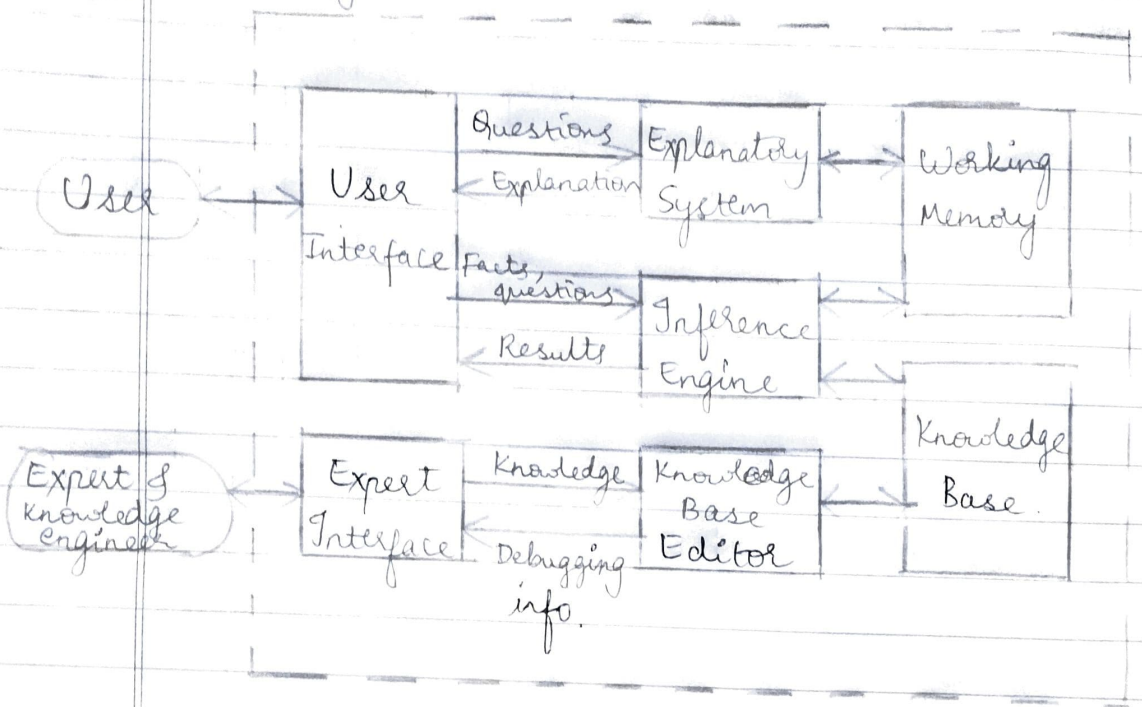 User
User
Interface
Questions
Explanation
Explanatory
System
Working
Memory
Facts,
questions
Results
Inference
Engine
Expert &
Knowledge
engineer
Expert
Interface
Knowledge
Debugging
info.
Knowledge
Base
Editor
Knowledge
Base.